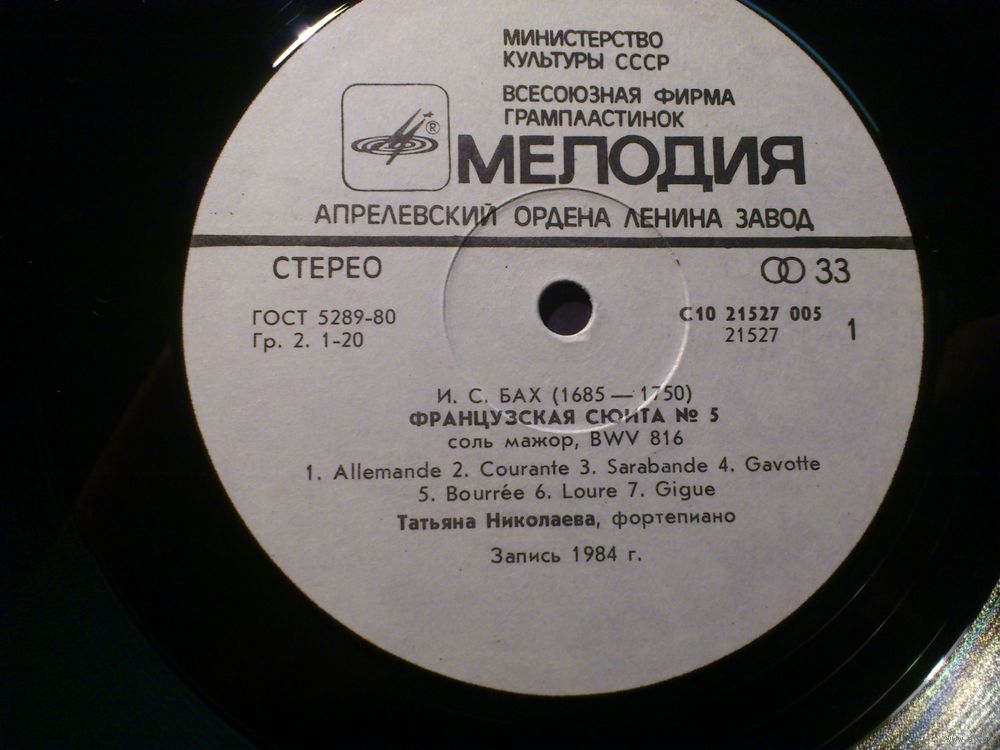 МИНИСТЕРСТВО
КУЛЬТУРЫ СССР
ВСЕСОЮЗНАЯ ФИРМА
ГРАМПЛАСТИНОК
®
МЕЛОДИЯ
АПРЕЛЕВСКИЙ ОРДЕНА ЛЕНИНА ЗАВОД
СТЕРЕО
33
ГОСТ 5289-80
Гр. 2. 1-20
С10 21527 005
21527
1
И. С. БАХ (1685 — 1750)
ФРАНЦУЗСКАЯ СЮИТА № 5
соль мажор, BWV 816
1. Allemande 2. Courante 3. Sarabande 4. Gavotte
5. Bourrée 6. Loure 7. Gigue
Татьяна Николаева, фортепиано
Запись 1984 г.